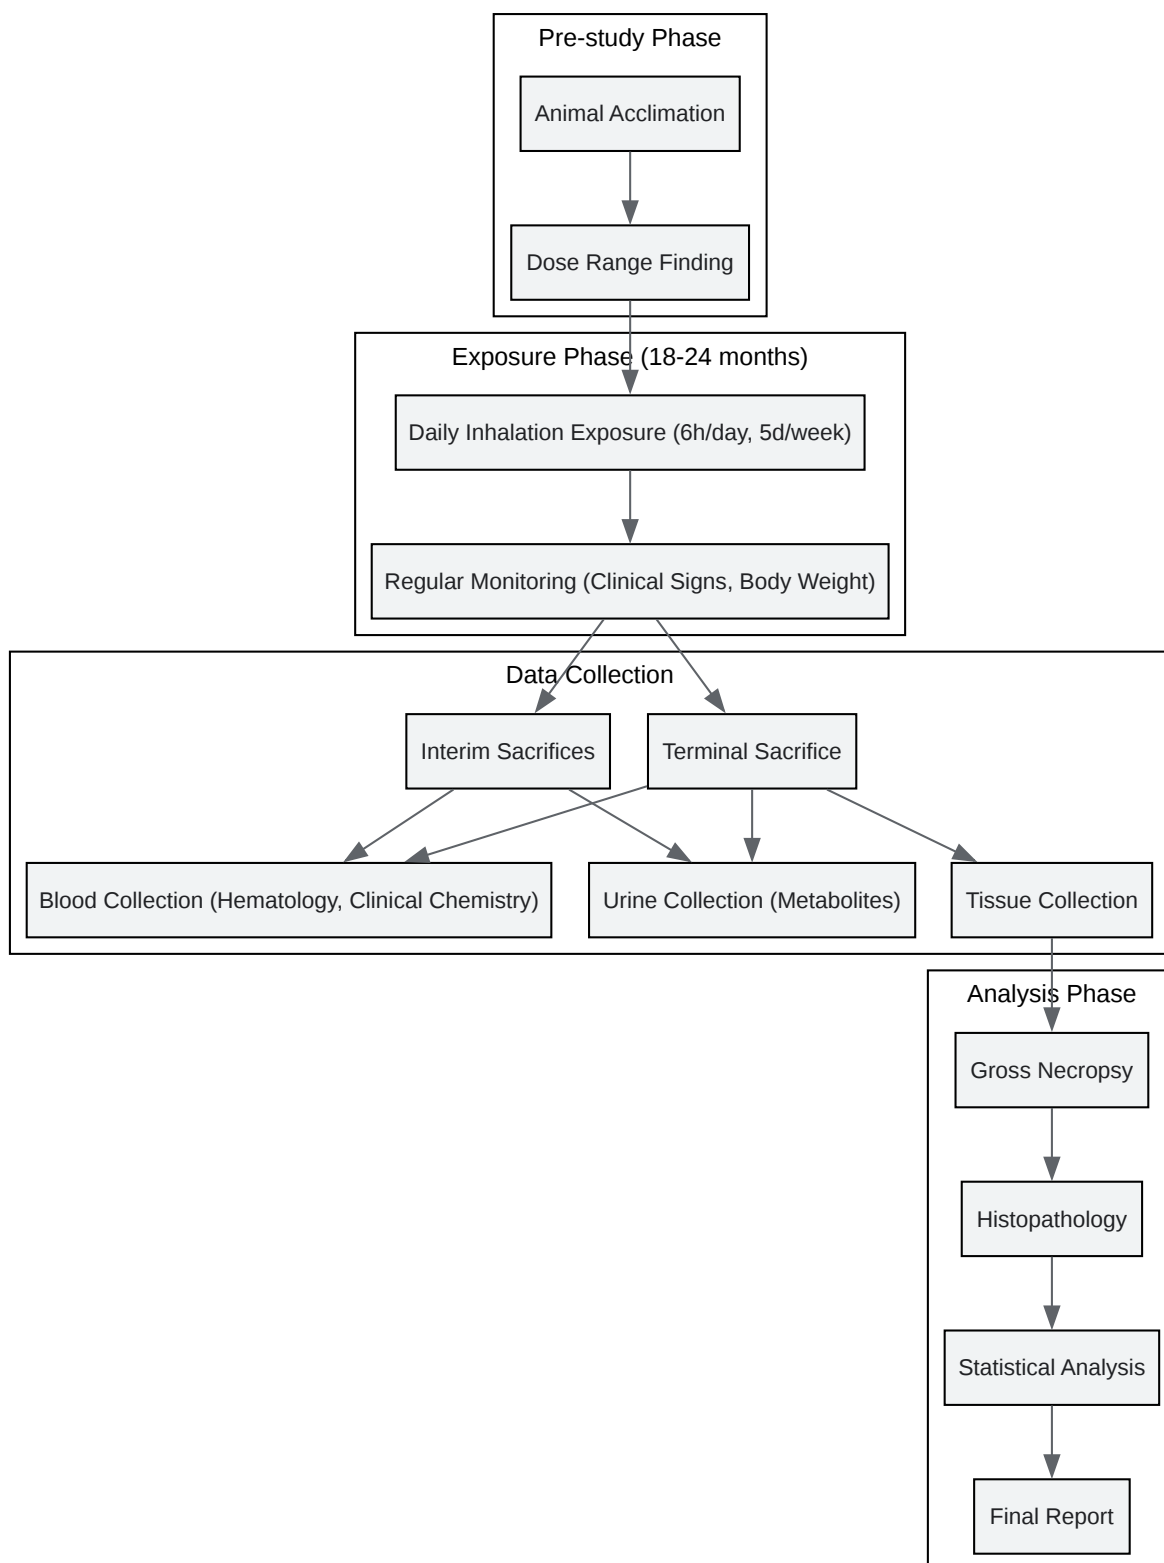 Pre-study Phase
Animal Acclimation
Dose Range Finding
Exposure Phase (18-24 months)
Daily Inhalation Exposure (6h/day, 5d/week)
Regular Monitoring (Clinical Signs, Body Weight)
Data Collection
Interim Sacrifices
Terminal Sacrifice
Blood Collection (Hematology, Clinical Chemistry)
Urine Collection (Metabolites)
Tissue Collection
Analysis Phase
Gross Necropsy
Histopathology
Statistical Analysis
Final Report